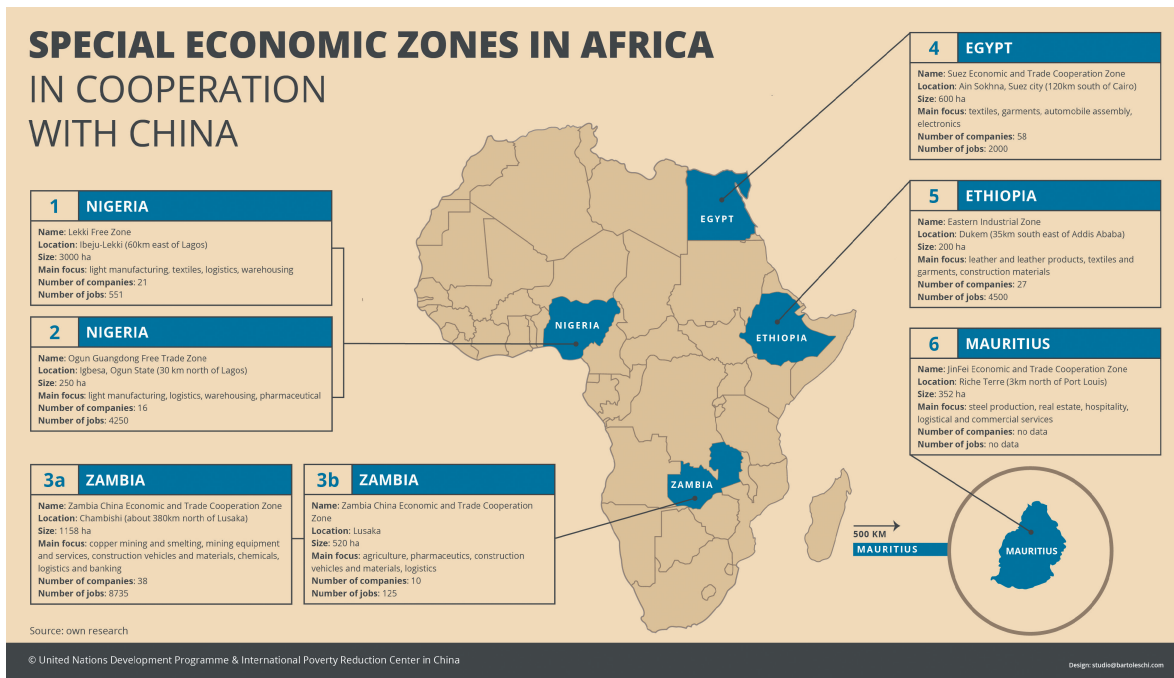 SPECIAL ECONOMIC ZONES IN AFRICA
IN COOPERATION
WITH CHINA
1 NIGERIA
Name: Lekki Free Zone
Location: Ibeju-Lekki (60km east of Lagos)
Size: 3000 ha
Main focus: light manufacturing, textiles, logistics, warehousing
Number of companies: 21
Number of jobs: 551
2 NIGERIA
Name: Ogun Guangdong Free Trade Zone
Location: Igbesa, Ogun State (30 km north of Lagos)
Size: 250 ha
Main focus: light manufacturing, logistics, warehousing, pharmaceutical
Number of companies: 16
Number of jobs: 4250
3a ZAMBIA
Name: Zambia China Economic and Trade Cooperation Zone
Location: Chambishi (about 380km north of Lusaka)
Size: 1158 ha
Main focus: copper mining and smelting, mining equipment
and services, construction vehicles and materials, chemicals,
logistics and banking
Number of companies: 38
Number of jobs: 8735
3b ZAMBIA
Name: Zambia China Economic and Trade Cooperation
Zone
Location: Lusaka
Size: 520 ha
Main focus: agriculture, pharmaceutics, construction
vehicles and materials, logistics
Number of companies: 10
Number of jobs: 125
4 EGYPT
Name: Suez Economic and Trade Cooperation Zone
Location: Ain Sokhna, Suez city (120km south of Cairo)
Size: 600 ha
Main focus: textiles, garments, automobile assembly,
electronics
Number of companies: 58
Number of jobs: 2000
5 ETHIOPIA
Name: Eastern Industrial Zone
Location: Dukem (35km south east of Addis Ababa)
Size: 200 ha
Main focus: leather and leather products, textiles and
garments, construction materials
Number of companies: 27
Number of jobs: 4500
6 MAURITIUS
Name: JinFei Economic and Trade Cooperation Zone
Location: Riche Terre (3km north of Port Louis)
Size: 352 ha
Main focus: steel production, real estate, hospitality,
logistical and commercial services
Number of companies: no data
Number of jobs: no data
EGYPT
NIGERIA
ETHIOPIA
ZAMBIA
500 KM
MAURITIUS
MAURITIUS
Source: own research
© United Nations Development Programme & International Poverty Reduction Center in China
Design: studio@bartoleschi.com